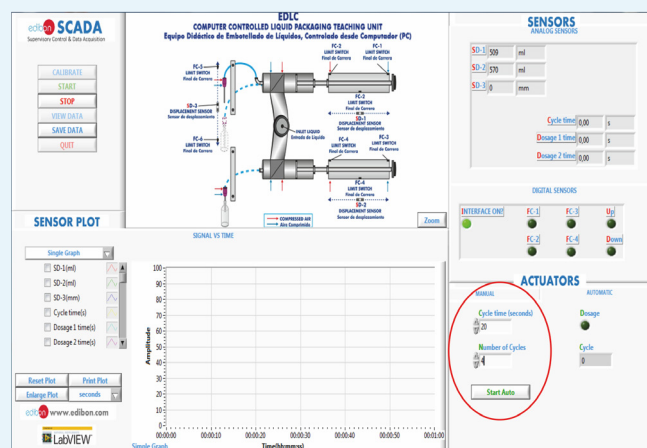 edibon SCADA
Supervisory Control & Data Acquisition
CALIBRATE
START
STOP
VIEW DATA
SAVE DATA
QUIT
EDLC
COMPUTER CONTROLLED LIQUID PACKAGING TEACHING UNIT
Equipo Didáctico de Embotellado de Líquidos, Controlado desde Computador (PC)
FC-2
LIMIT SWITCH
Final de Carrera
FC-1
LIMIT SWITCH
Final de Carrera
FC-5
LIMIT SWITCH
Final de Carrera
SD-3
DISPLACEMENT SENSOR
Sensor de desplazamiento
FC-6
LIMIT SWITCH
Final de Carrera
FC-2
LIMIT SWITCH
Final de Carrera
SD-1
DISPLACEMENT SENSOR
Sensor de desplazamiento
INLET LIQUID
Entrada de Líquido
FC-4
LIMIT SWITCH
Final de Carrera
FC-3
LIMIT SWITCH
Final de Carrera
FC-4
LIMIT SWITCH
Final de Carrera
SD-2
DISPLACEMENT SENSOR
Sensor de desplazamiento
COMPRESSED AIR
Aire Comprimido
Zoom
SENSORS
ANALOG SENSORS
SD-1 509 ml
SD-2 570 ml
SD-3 0 mm
Cycle time 0,00 s
Dosage 1 time 0,00 s
Dosage 2 time 0,00 s
DIGITAL SENSORS
INTERFACE ON? FC-1 FC-3 Up
FC-2 FC-4 Down
ACTUATORS
MANUAL
AUTOMATIC
Cycle time (seconds)
20
Number of Cycles
4
Start Auto
Dosage
Cycle
0
SENSOR PLOT
Single Graph
SD-1(ml)
SD-2(ml)
SD-3(mm)
Cycle time(s)
Dosage 1 time(s)
Dosage 2 time(s)
Reset Plot Print Plot
Enlarge Plot seconds
edibon www.edibon.com
LabVIEW
SIGNAL VS TIME
Amplitude
100
90
80
70
60
50
40
30
20
10
0
00:00:00 00:00:10 00:00:20 00:00:30 00:00:40 00:00:50 00:01:00
Simple Graph
Time(hh:mm:ss)